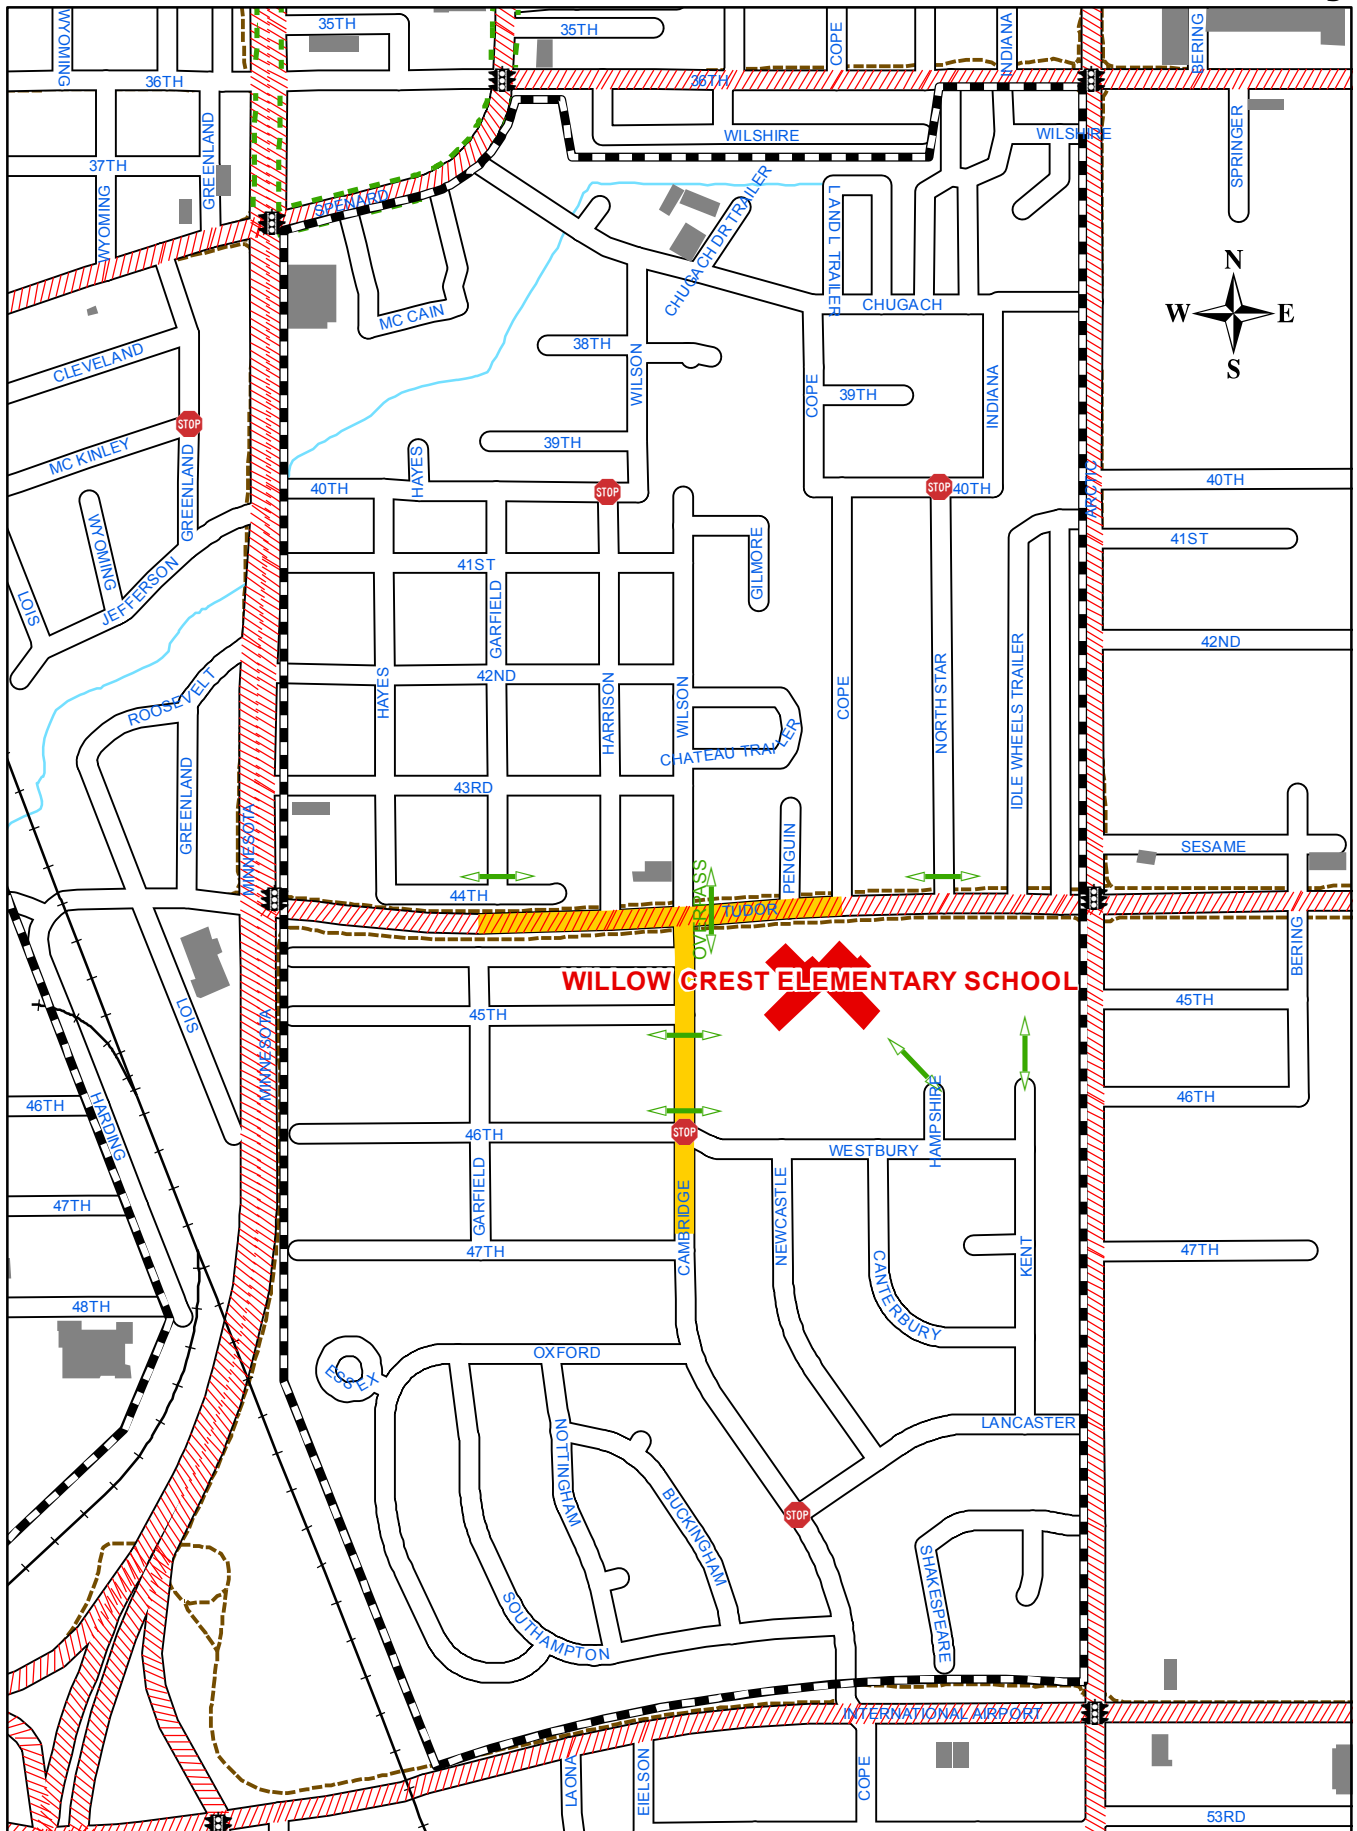 35TH
35TH
WYOMING
COPE
INDIANA
BERING
36TH
36TH
GREENLAND
WILSHIRE
WILSHIRE
SPRINGER
37TH
WYOMING
SPENARD
CHUGACH DR TRAILER
L AND L TRAILER
N
W
E
S
CHUGACH
MC CAIN
38TH
WILSON
CLEVELAND
COPE
39TH
INDIANA
STOP
MC KINLEY
GREENLAND
39TH
HAYES
40TH
STOP
STOP
40TH
ARCTIC
40TH
WYOMING
LOIS
JEFFERSON
41ST
GARFIELD
GILMORE
41ST
42ND
ROOSEVELT
HAYES
42ND
HARRISON
WILSON
COPE
NORTH STAR
IDLE WHEELS TRAILER
CHATEAU TRAILER
43RD
GREENLAND
MINNESOTA
PENGUIN
SESAME
44TH
OVERPASS
TUDOR
BERING
WILLOW CREST ELEMENTARY SCHOOL
LOIS
MINNESOTA
45TH
45TH
46TH
HARDING
46TH
STOP
HAMPSHIRE
46TH
WESTBURY
GARFIELD
CAMBRIDGE
NEWCASTLE
47TH
47TH
CANTERBURY
KENT
47TH
48TH
OXFORD
ESSEX
NOTTINGHAM
LANCASTER
BUCKINGHAM
STOP
SHAKESPEARE
SOUTHAMPTON
INTERNATIONAL AIRPORT
LAONA
EIELSON
COPE
53RD